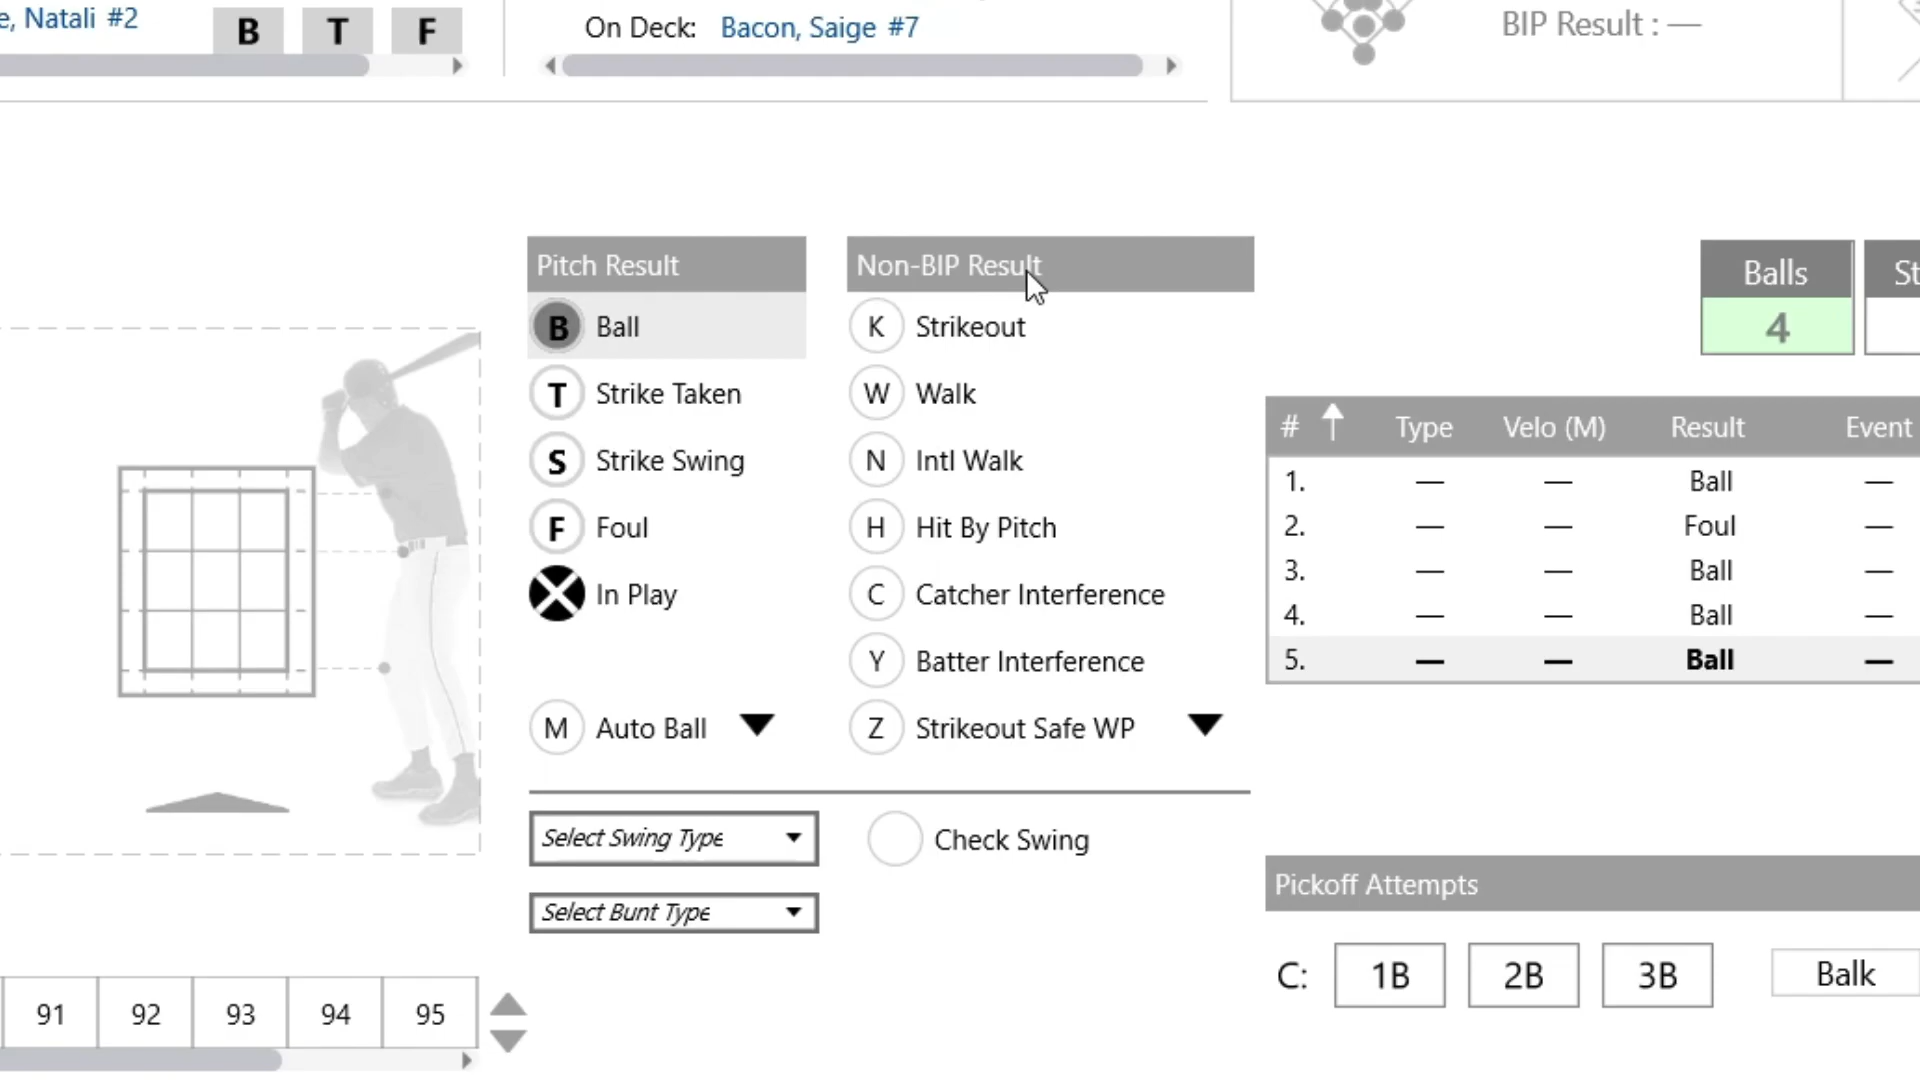 e, Natali #2
B T F
On Deck: Bacon, Saige #7
BIP Result : —
Pitch Result
B Ball
T Strike Taken
S Strike Swing
F Foul
In Play
M Auto Ball
Non-BIP Result
K Strikeout
W Walk
N Intl Walk
H Hit By Pitch
C Catcher Interference
Y Batter Interference
Z Strikeout Safe WP
Select Swing Type
Check Swing
Select Bunt Type
Balls St
4
# Type Velo (M) Result Event
1. — — Ball —
2. — — Foul —
3. — — Ball —
4. — — Ball —
5. — — Ball —
Pickoff Attempts
C: 1B 2B 3B Balk
91 92 93 94 95